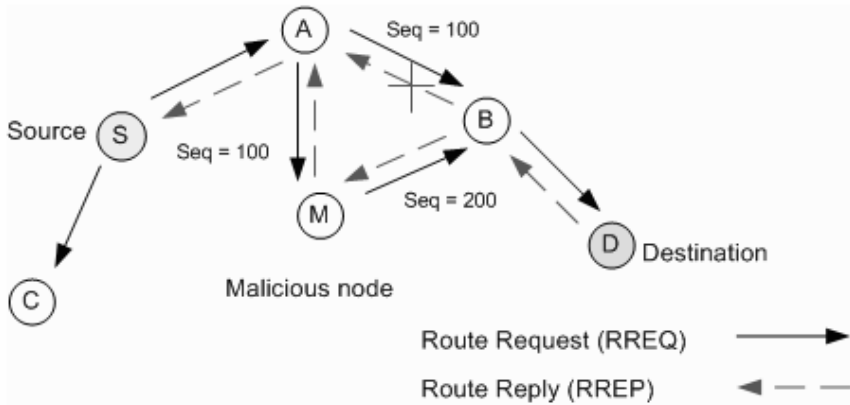 A
Seq = 100
B
Source
S
Seq = 100
Seq = 200
M
D
Destination
C
Malicious node
Route Request (RREQ)
Route Reply (RREP)